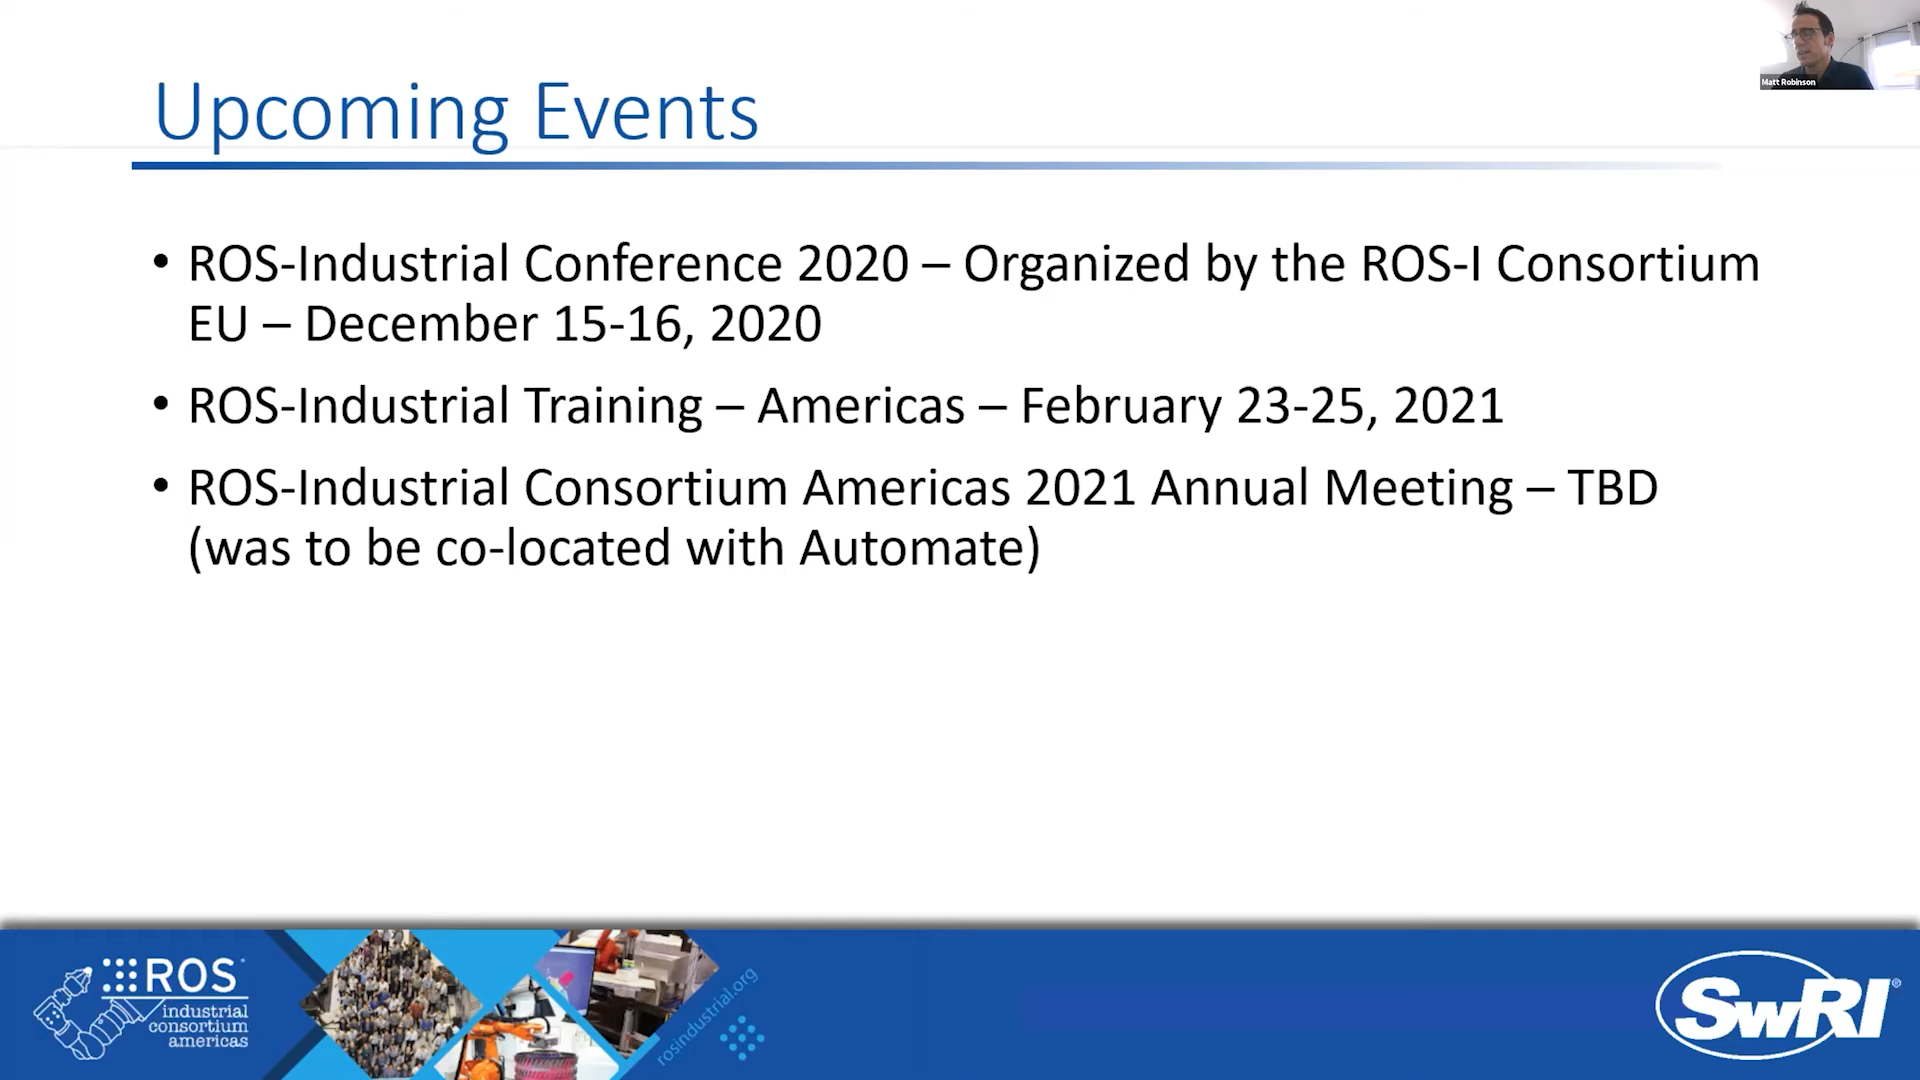 Matt Robinson
Upcoming Events
• ROS-Industrial Conference 2020 – Organized by the ROS-I Consortium
EU – December 15-16, 2020
• ROS-Industrial Training – Americas – February 23-25, 2021
• ROS-Industrial Consortium Americas 2021 Annual Meeting – TBD
(was to be co-located with Automate)
ROS
industrial
consortium
americas
rosindustrial.org
SwRI®